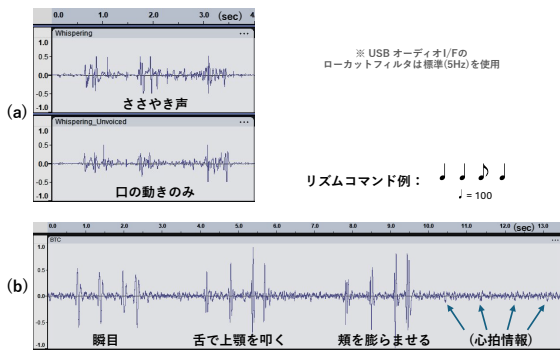 0.0 1.0 2.0 3.0 (sec) 4.
Whispering ...
1.0
0.5
0.0
-0.5
-1.0
ささやき声
(a)
Whispering_Unvoiced ...
1.0
0.5
0.0
-0.5
-1.0
口の動きのみ
※ USB オーディオI/Fの
ローカットフィルタは標準(5Hz)を使用
リズムコマンド例： ♩ ♩ ♪ ♩
♩ = 100
0.0 1.0 2.0 3.0 4.0 5.0 6.0 7.0 8.0 9.0 10.0 11.0 12.0 (sec) 13.0
BTC ...
1.0
0.5
0.0
-0.5
-1.0
(b)
瞬目 舌で上顎を叩く 頬を膨らませる (心拍情報)